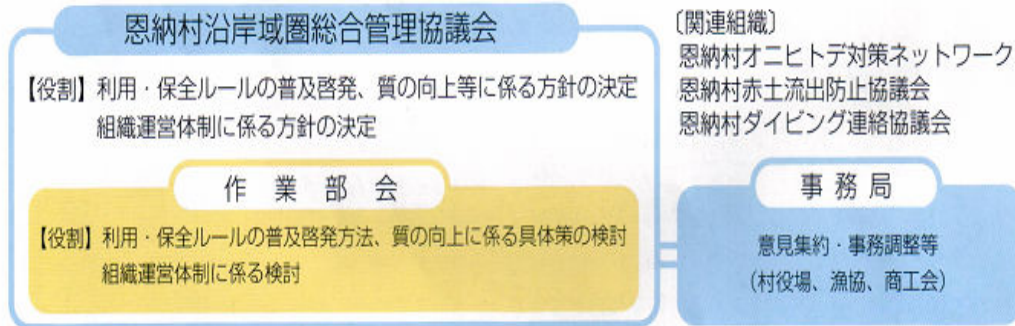 恩納村沿岸域圏総合管理協議会
【役割】利用・保全ルールの普及啓発、質の向上等に係る方針の決定
組織運営体制に係る方針の決定
作業部会
【役割】利用・保全ルールの普及啓発方法、質の向上に係る具体策の検討
組織運営体制に係る検討
〔関連組織〕
恩納村オニヒトデ対策ネットワーク
恩納村赤土流出防止協議会
恩納村ダイビング連絡協議会
事務局
意見集約・事務調整等
(村役場、漁協、商工会)